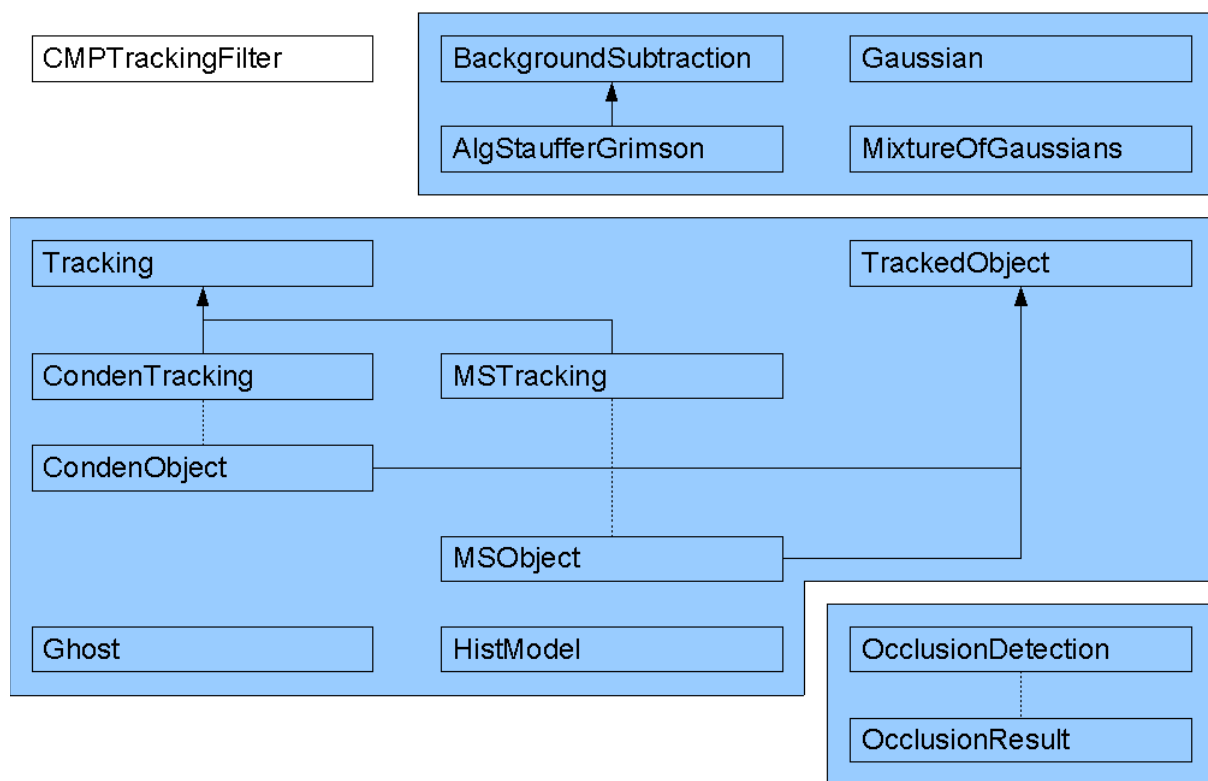 CMPTrackingFilter
BackgroundSubtraction
Gaussian
AlgStaufferGrimson
MixtureOfGaussians
Tracking
TrackedObject
CondenTracking
MSTracking
CondenObject
MSObject
Ghost
HistModel
OcclusionDetection
OcclusionResult